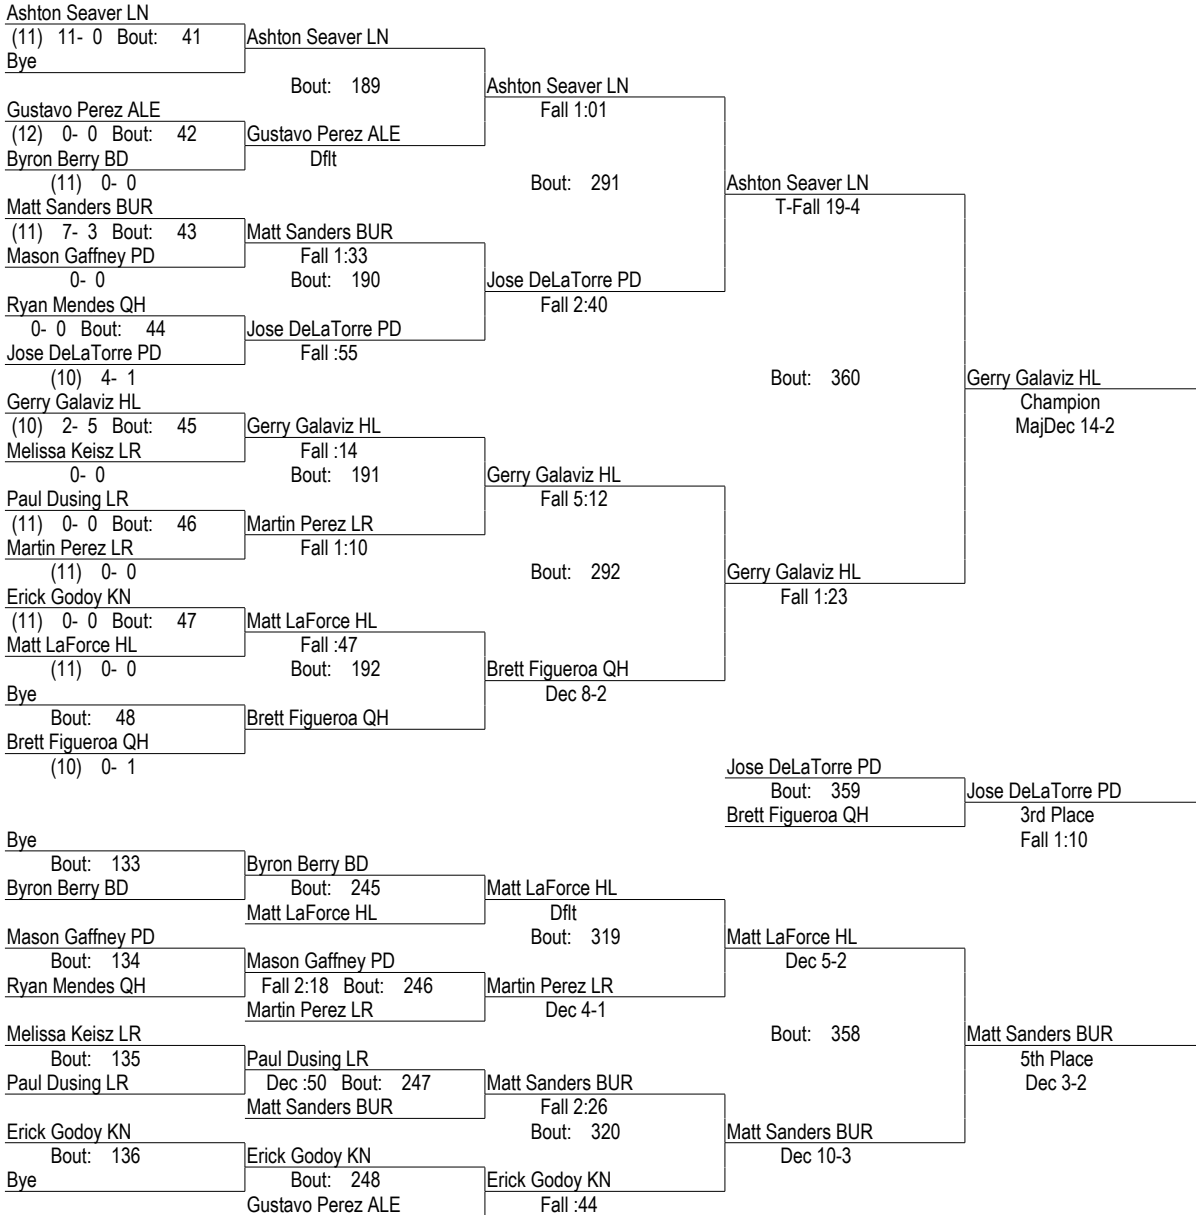 Ashton Seaver LN
(11) 11- 0 Bout: 41 Ashton Seaver LN
Bye
Bout: 189 Ashton Seaver LN
Gustavo Perez ALE Fall 1:01
(12) 0- 0 Bout: 42 Gustavo Perez ALE
Byron Berry BD Dflt
(11) 0- 0 Bout: 291 Ashton Seaver LN
Matt Sanders BUR T-Fall 19-4
(11) 7- 3 Bout: 43 Matt Sanders BUR
Mason Gaffney PD Fall 1:33
0- 0 Bout: 190 Jose DeLaTorre PD
Ryan Mendes QH Fall 2:40
0- 0 Bout: 44 Jose DeLaTorre PD
Jose DeLaTorre PD Fall :55
(10) 4- 1 Bout: 360 Gerry Galaviz HL
Gerry Galaviz HL Champion
(10) 2- 5 Bout: 45 Gerry Galaviz HL MajDec 14-2
Melissa Keisz LR Fall :14
0- 0 Bout: 191 Gerry Galaviz HL
Paul Dusing LR Fall 5:12
(11) 0- 0 Bout: 46 Martin Perez LR
Martin Perez LR Fall 1:10
(11) 0- 0 Bout: 292 Gerry Galaviz HL
Erick Godoy KN Fall 1:23
(11) 0- 0 Bout: 47 Matt LaForce HL
Matt LaForce HL Fall :47
(11) 0- 0 Bout: 192 Brett Figueroa QH
Bye Dec 8-2
Bout: 48 Brett Figueroa QH
Brett Figueroa QH
(10) 0- 1 Jose DeLaTorre PD
Bout: 359 Jose DeLaTorre PD
Brett Figueroa QH 3rd Place
Bye Fall 1:10
Bout: 133 Byron Berry BD
Byron Berry BD Bout: 245 Matt LaForce HL
Matt LaForce HL Dflt
Mason Gaffney PD Bout: 319 Matt LaForce HL
Bout: 134 Mason Gaffney PD Dec 5-2
Ryan Mendes QH Fall 2:18 Bout: 246 Martin Perez LR
Martin Perez LR Dec 4-1
Melissa Keisz LR Bout: 358 Matt Sanders BUR
Bout: 135 Paul Dusing LR 5th Place
Paul Dusing LR Dec :50 Bout: 247 Matt Sanders BUR Dec 3-2
Matt Sanders BUR Fall 2:26
Erick Godoy KN Bout: 320 Matt Sanders BUR
Bout: 136 Erick Godoy KN Dec 10-3
Bye Bout: 248 Erick Godoy KN
Gustavo Perez ALE Fall :44